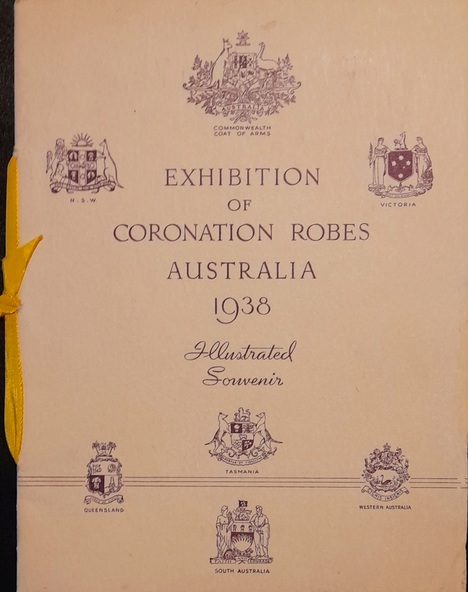 AUSTRALIA
COMMONWEALTH
COAT OF ARMS
N.S.W
VICTORIA
EXHIBITION
OF
CORONATION ROBES
AUSTRALIA
1938
Illustrated
Souvenir
TASMANIA
QUEENSLAND
WESTERN AUSTRALIA
SOUTH AUSTRALIA